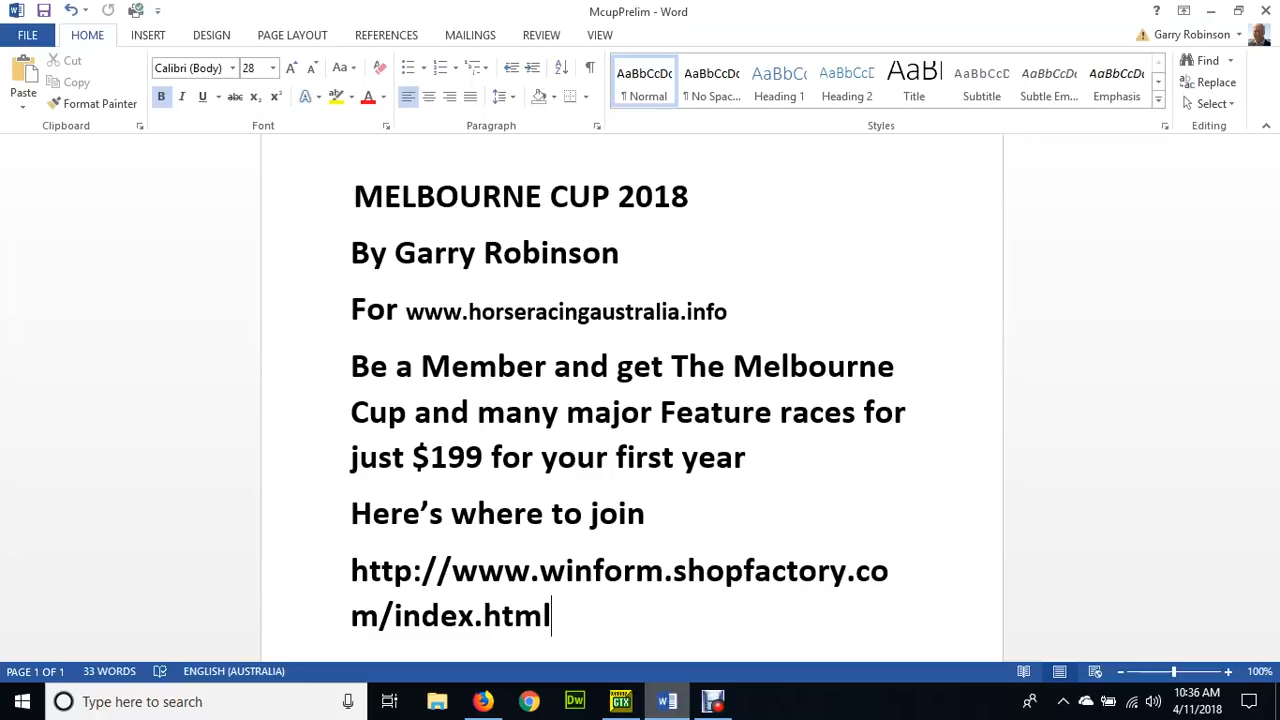 McupPrelim - Word
FILE HOME INSERT DESIGN PAGE LAYOUT REFERENCES MAILINGS REVIEW VIEW Garry Robinson
Cut
Copy
Format Painter
Paste
Clipboard
Calibri (Body) 28
Font
Paragraph
AaBbCcDc AaBbCcDc AaBbCc AaBbCcD AaBl AaBbCcD AaBbCcDc AaBbCcDc
¶ Normal ¶ No Spac... Heading 1 Heading 2 Title Subtitle Subtle Em... Emphasis
Styles
Find
Replace
Select
Editing
MELBOURNE CUP 2018
By Garry Robinson
For www.horseracingaustralia.info
Be a Member and get The Melbourne
Cup and many major Feature races for
just $199 for your first year
Here’s where to join
http://www.winform.shopfactory.co
m/index.html
PAGE 1 OF 1 33 WORDS ENGLISH (AUSTRALIA) 100%
Type here to search
Dw
GTX
10:36 AM
4/11/2018